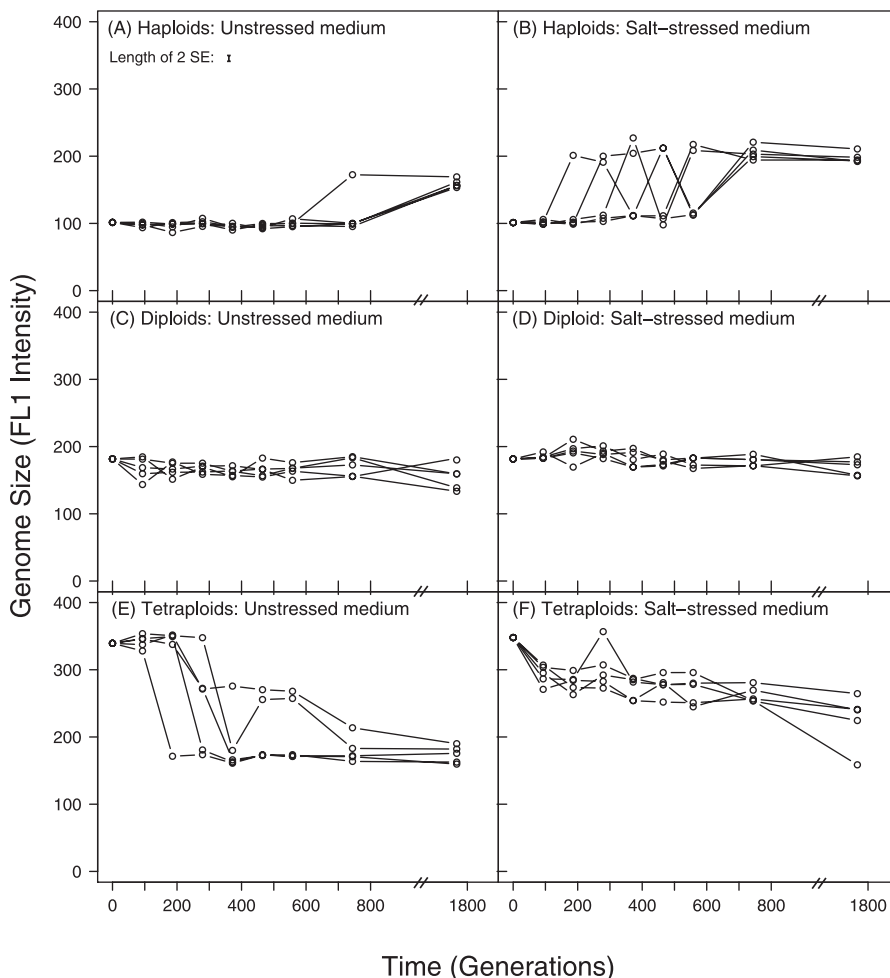 (A) Haploids: Unstressed medium
Length of 2 SE:
(B) Haploids: Salt−stressed medium
400
300
200
100
0
(C) Diploids: Unstressed medium
(D) Diploid: Salt−stressed medium
400
300
200
100
0
(E) Tetraploids: Unstressed medium
(F) Tetraploids: Salt−stressed medium
400
300
200
100
0
Genome Size (FL1 Intensity)
0 200 400 600 800 1800
0 200 400 600 800 1800
Time (Generations)